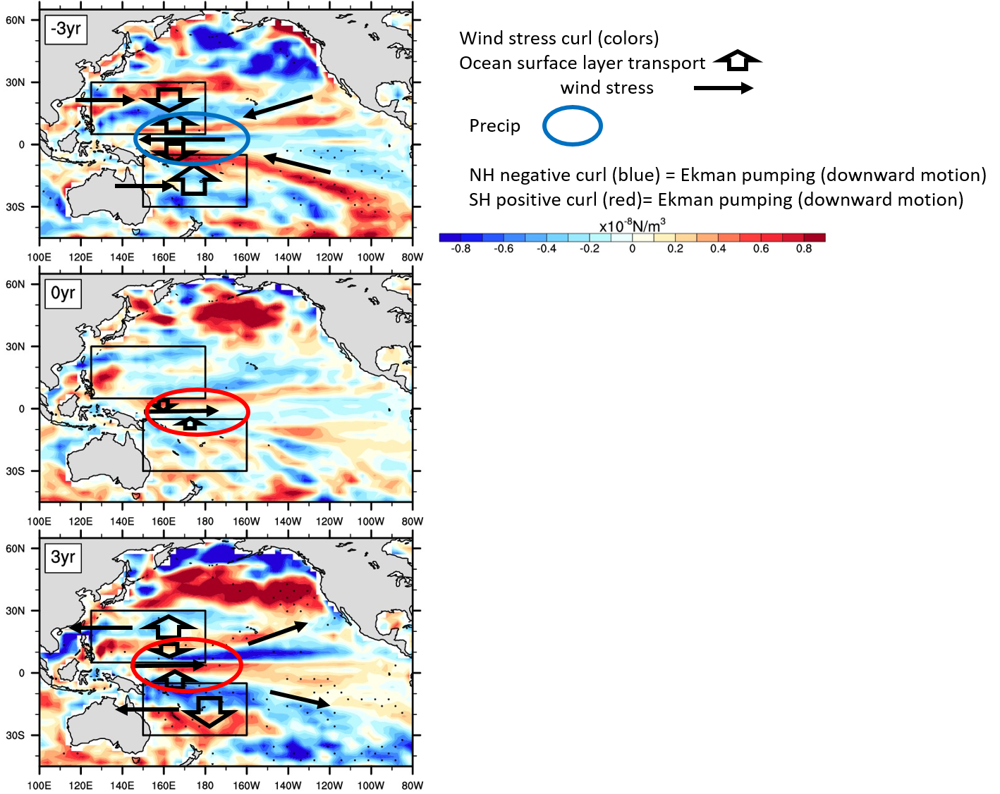 -3yr
60N
30N
0
30S
100E 120E 140E 160E 180 160W 140W 120W 100W 80W
Wind stress curl (colors)
Ocean surface layer transport
wind stress
Precip
NH negative curl (blue) = Ekman pumping (downward motion)
SH positive curl (red)= Ekman pumping (downward motion)
x10⁻⁸N/m³
-0.8 -0.6 -0.4 -0.2 0 0.2 0.4 0.6 0.8
0yr
60N
30N
0
30S
100E 120E 140E 160E 180 160W 140W 120W 100W 80W
3yr
60N
30N
0
30S
100E 120E 140E 160E 180 160W 140W 120W 100W 80W